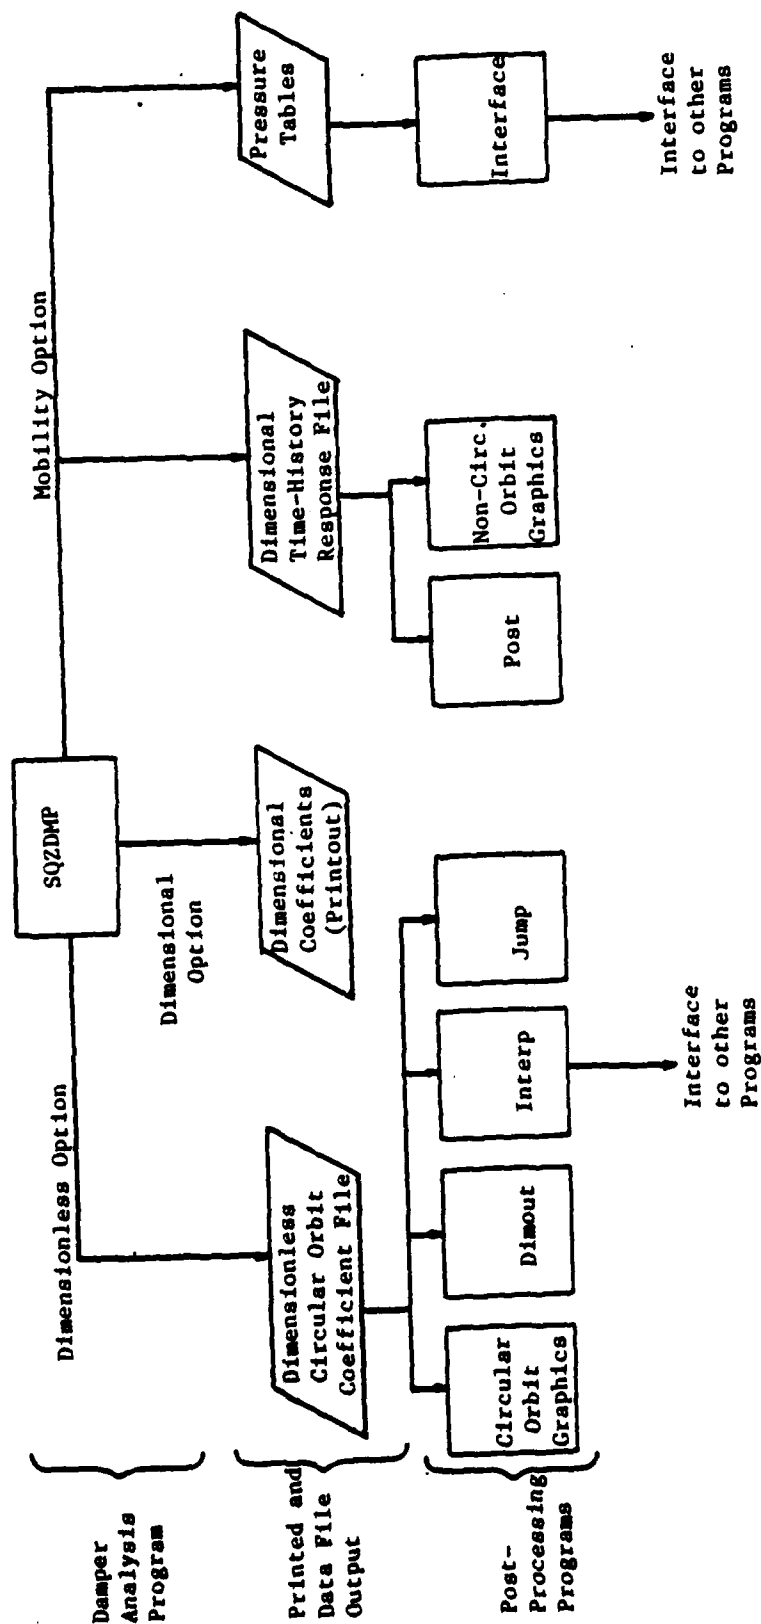 Damper
Analysis
Program
SQZDMP
Dimensionless Option
Dimensional
Option
Mobility Option
Printed and
Data File
Output
Dimensionless
Circular Orbit
Coefficient File
Dimensional
Coefficients
(Printout)
Dimensional
Time-History
Response File
Pressure
Tables
Post-
Processing
Programs
Circular
Orbit
Graphics
Dimout
Interp
Jump
Post
Non-Circ.
Orbit
Graphics
Interface
Interface
to other
Programs
Interface
to other
Programs